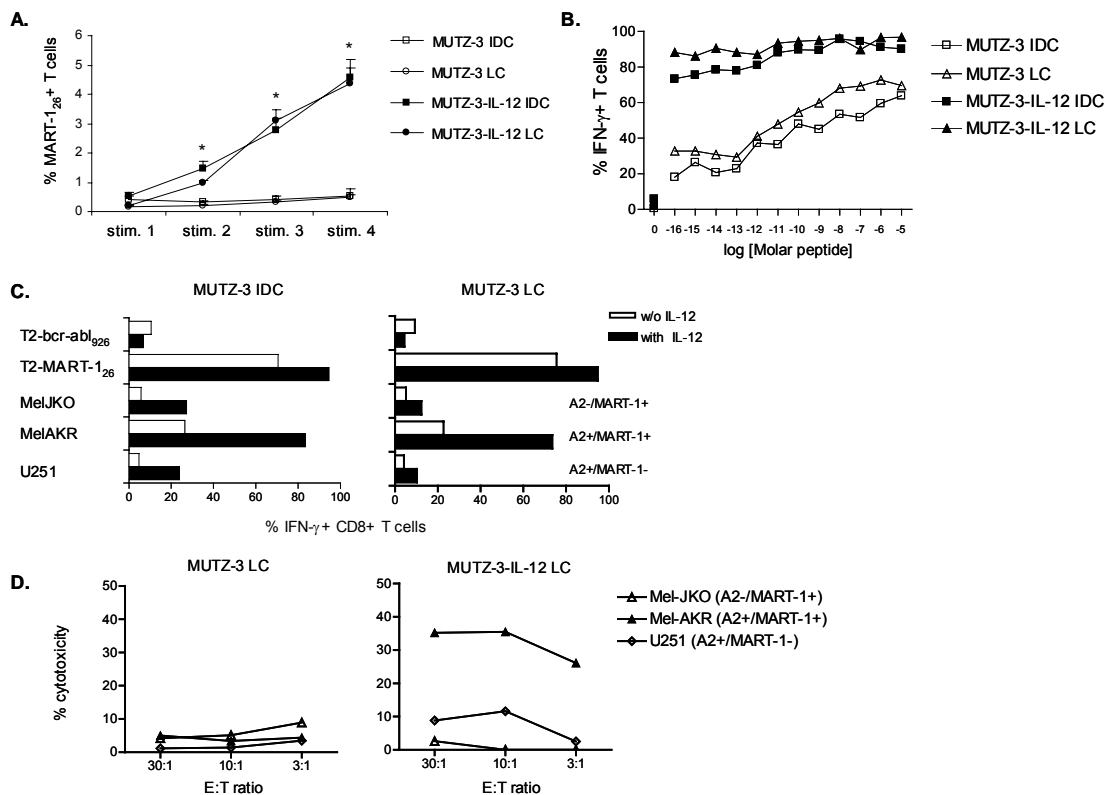 A.
6
5
4
3
2
1
0
% MART-1₂₆+ T cells
*
*
*
stim. 1 stim. 2 stim. 3 stim. 4
MUTZ-3 IDC
MUTZ-3 LC
MUTZ-3-IL-12 IDC
MUTZ-3-IL-12 LC
B.
100
80
60
40
20
0
% IFN-γ+ T cells
0 -16 -15 -14 -13 -12 -11 -10 -9 -8 -7 -6 -5
log [Molar peptide]
MUTZ-3 IDC
MUTZ-3 LC
MUTZ-3-IL-12 IDC
MUTZ-3-IL-12 LC
C.
MUTZ-3 IDC
MUTZ-3 LC
T2-bcr-abl₉₂₆
T2-MART-1₂₆
MelJKO
MelAKR
U251
0 20 40 60 80 100
0 20 40 60 80 100
w/o IL-12
with IL-12
A2-/MART-1+
A2+/MART-1+
A2+/MART-1-
% IFN-γ+ CD8+ T cells
D.
MUTZ-3 LC
50
40
30
20
10
0
% cytotoxicity
30:1 10:1 3:1
E:T ratio
MUTZ-3-IL-12 LC
50
40
30
20
10
0
30:1 10:1 3:1
E:T ratio
Mel-JKO (A2-/MART-1+)
Mel-AKR (A2+/MART-1+)
U251 (A2+/MART-1-)